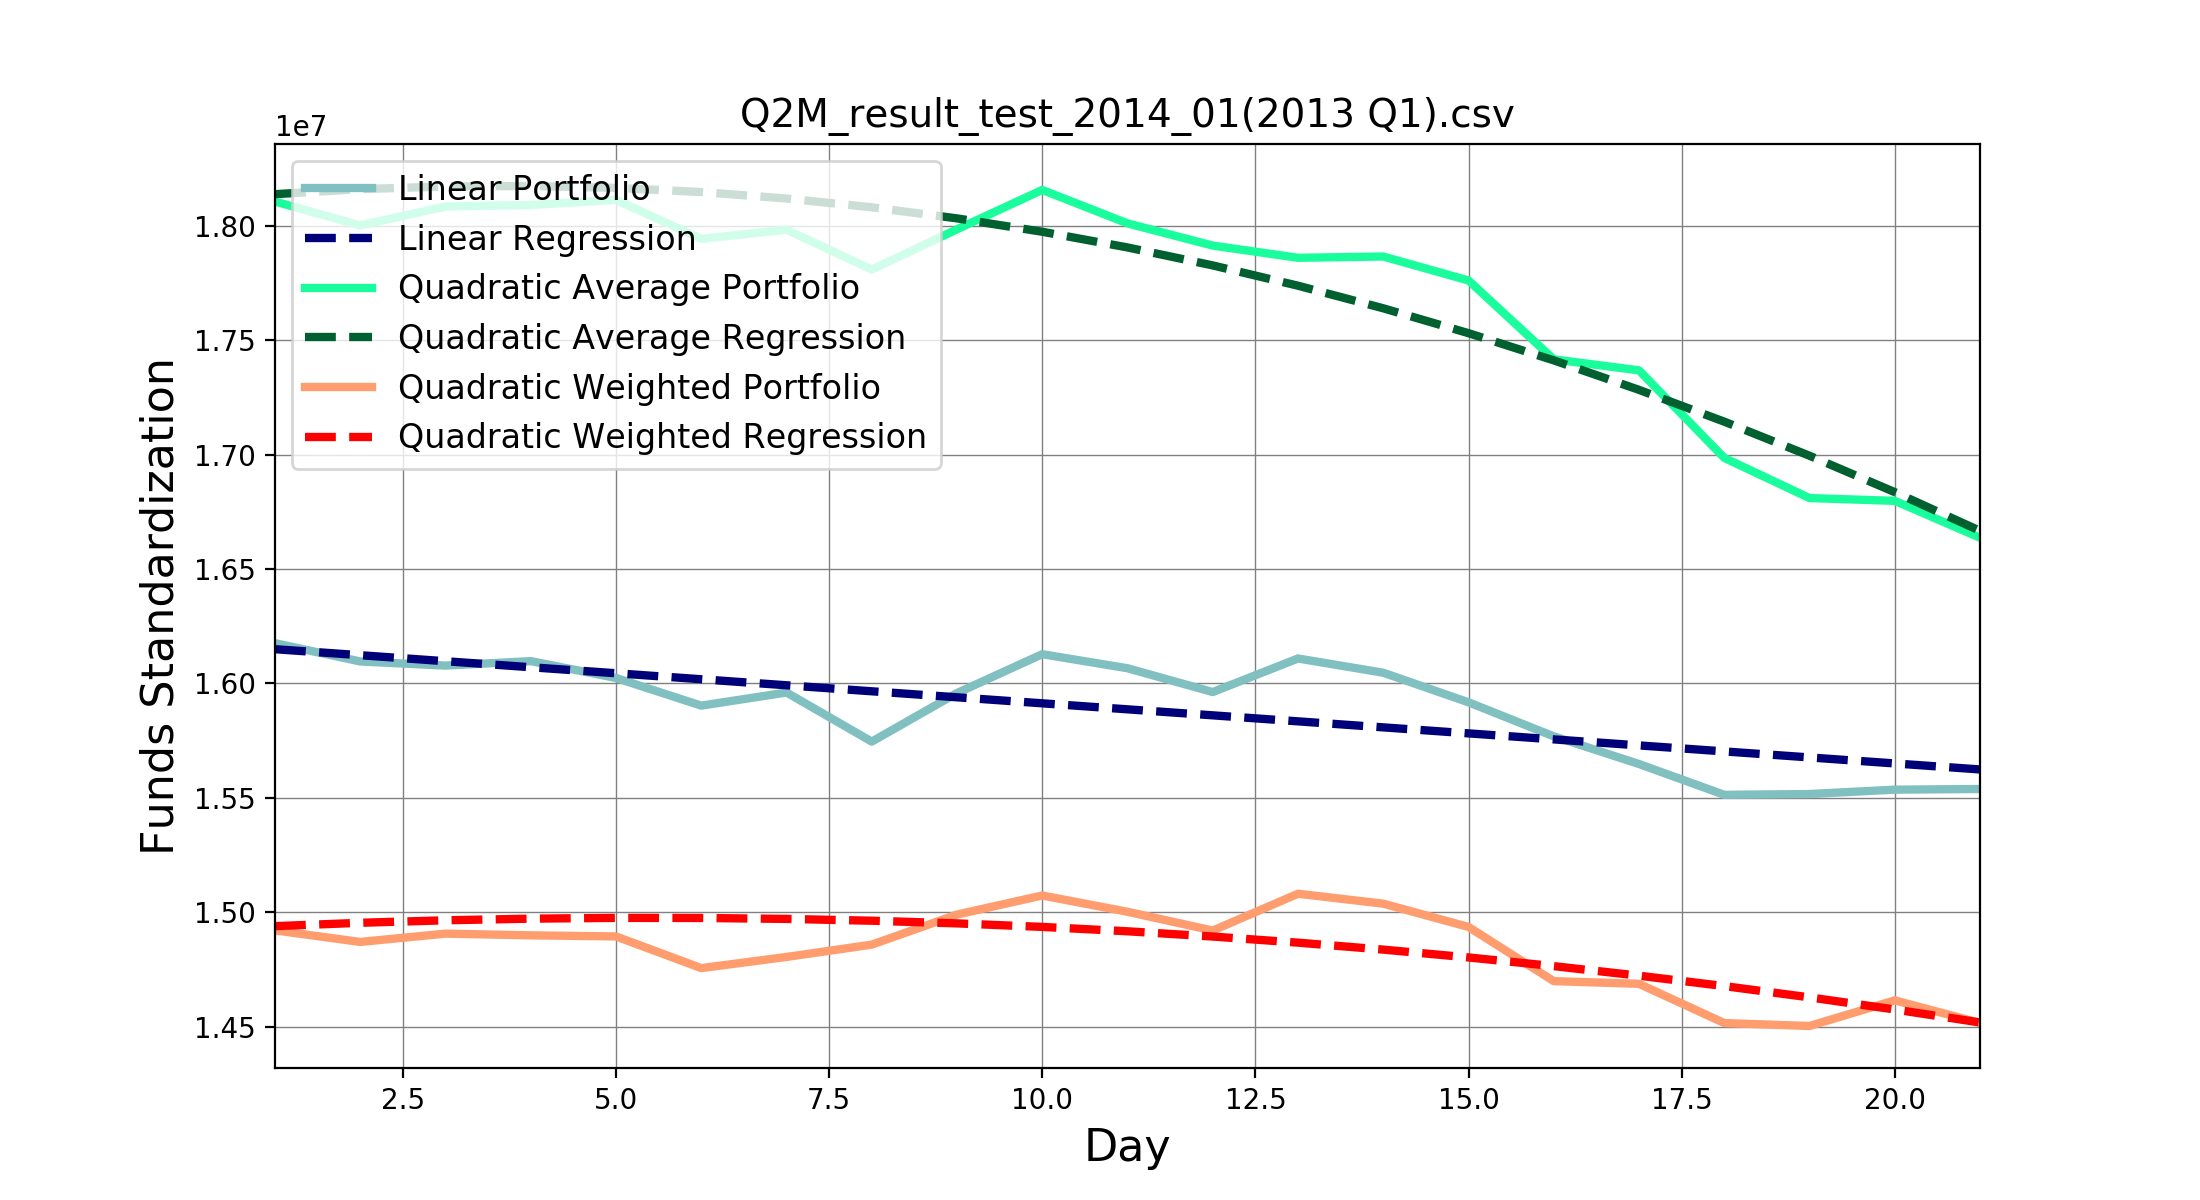 Q2M_result_test_2014_01(2013 Q1).csv
1e7
Linear Portfolio
Linear Regression
Quadratic Average Portfolio
Quadratic Average Regression
Quadratic Weighted Portfolio
Quadratic Weighted Regression
1.80
1.75
1.70
1.65
1.60
1.55
1.50
1.45
Funds Standardization
2.5 5.0 7.5 10.0 12.5 15.0 17.5 20.0
Day